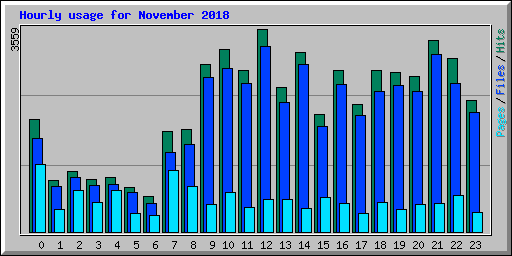 Hourly usage for November 2018
3559
Pages/Files/Hits
0 1 2 3 4 5 6 7 8 9 10 11 12 13 14 15 16 17 18 19 20 21 22 23